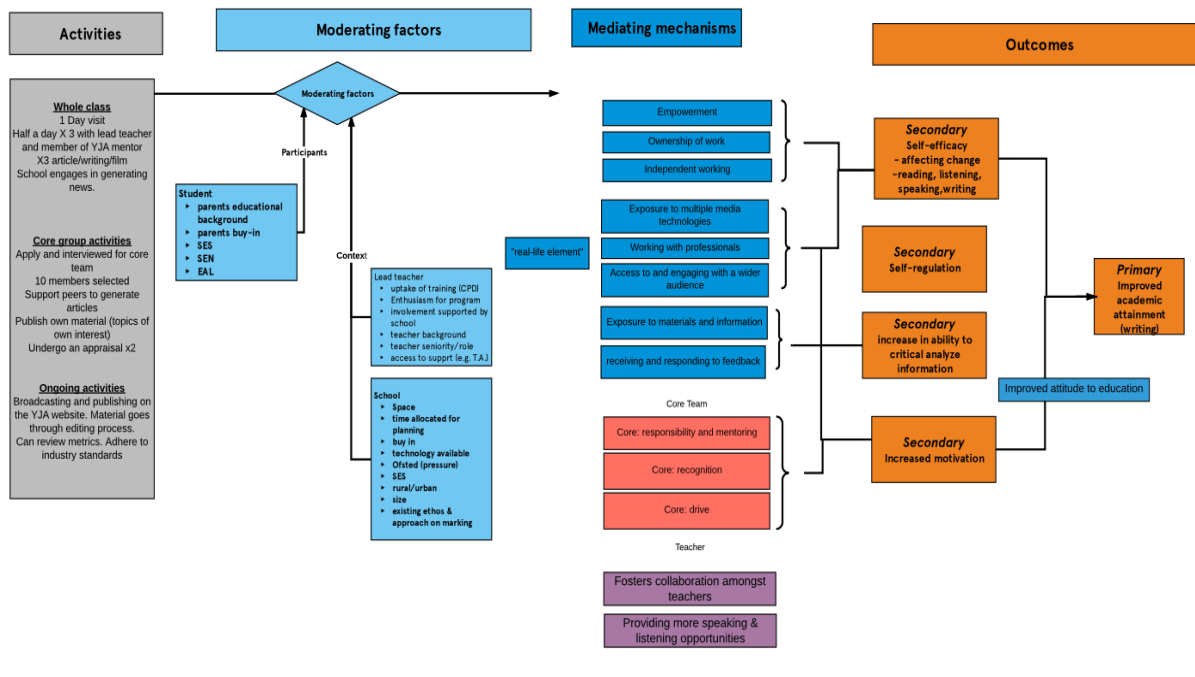 Activities
Moderating factors
Mediating mechanisms
Outcomes
Whole class
1 Day visit
Half a day X 3 with lead teacher
and member of YJA mentor
X3 article/writing/film
School engages in generating
news.
Core group activities
Apply and interviewed for core
team
10 members selected
Support peers to generate
articles
Publish own material (topics of
own interest)
Undergo an appraisal x2
Ongoing activities
Broadcasting and publishing on
the YJA website. Material goes
through editing process.
Can review metrics. Adhere to
industry standards
Moderating factors
Participants
Student
‣ parents educational
background
‣ parents buy-in
‣ SES
‣ SEN
‣ EAL
Context
Lead teacher
‣ uptake of training (CPD)
‣ Enthusiasm for program
‣ involvement supported by
school
‣ teacher background
‣ teacher seniority/role
‣ access to supprt (e.g. T.A.)
School
‣ Space
‣ time allocated for
planning
‣ buy in
‣ technology available
‣ Ofsted (pressure)
‣ SES
‣ rural/urban
‣ size
‣ existing ethos &
approach on marking
"real-life element"
Empowerment
Ownership of work
Independent working
Exposure to multiple media
technologies
Working with professionals
Access to and engaging with a wider
audience
Exposure to materials and information
receiving and responding to feedback
Core Team
Core: responsibility and mentoring
Core: recognition
Core: drive
Teacher
Fosters collaboration amongst
teachers
Providing more speaking &
listening opportunities
Secondary
Self-efficacy
- affecting change
-reading, listening,
speaking,writing
Secondary
Self-regulation
Secondary
increase in ability to
critical analyze
information
Secondary
Increased motivation
Improved attitude to education
Primary
Improved
academic
attainment
(writing)